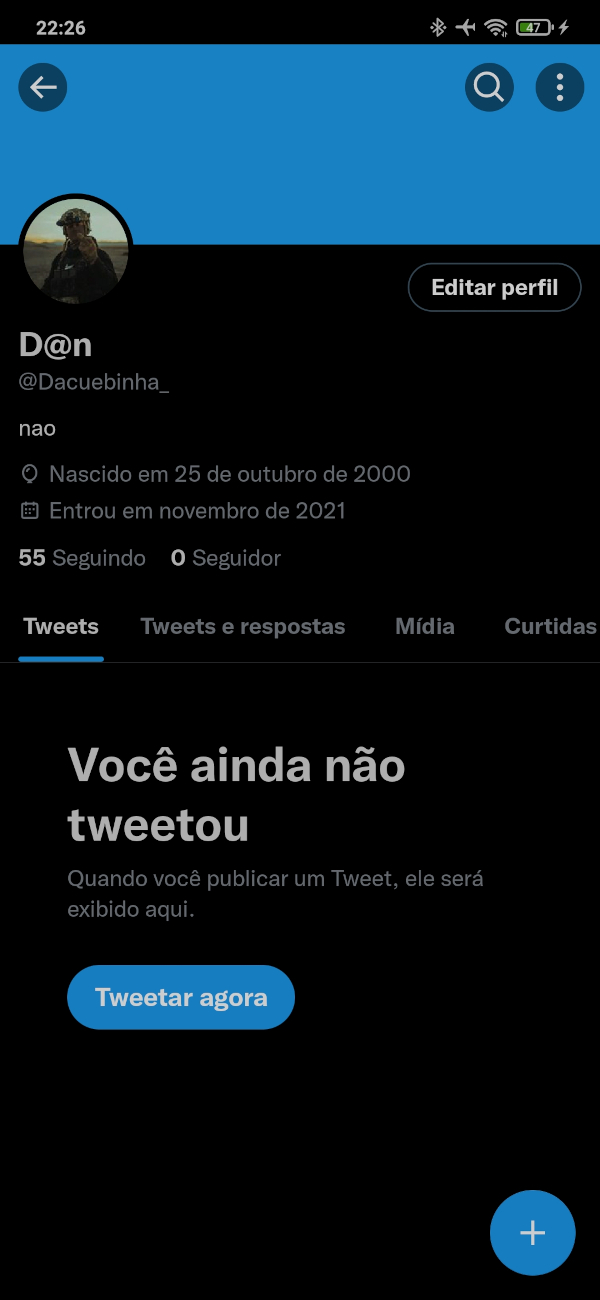 22:26
47
Editar perfil
D@n
@Dacuebinha_
nao
Nascido em 25 de outubro de 2000
Entrou em novembro de 2021
55 Seguindo 0 Seguidor
Tweets Tweets e respostas Mídia Curtidas
Você ainda não
tweetou
Quando você publicar um Tweet, ele será
exibido aqui.
Tweetar agora